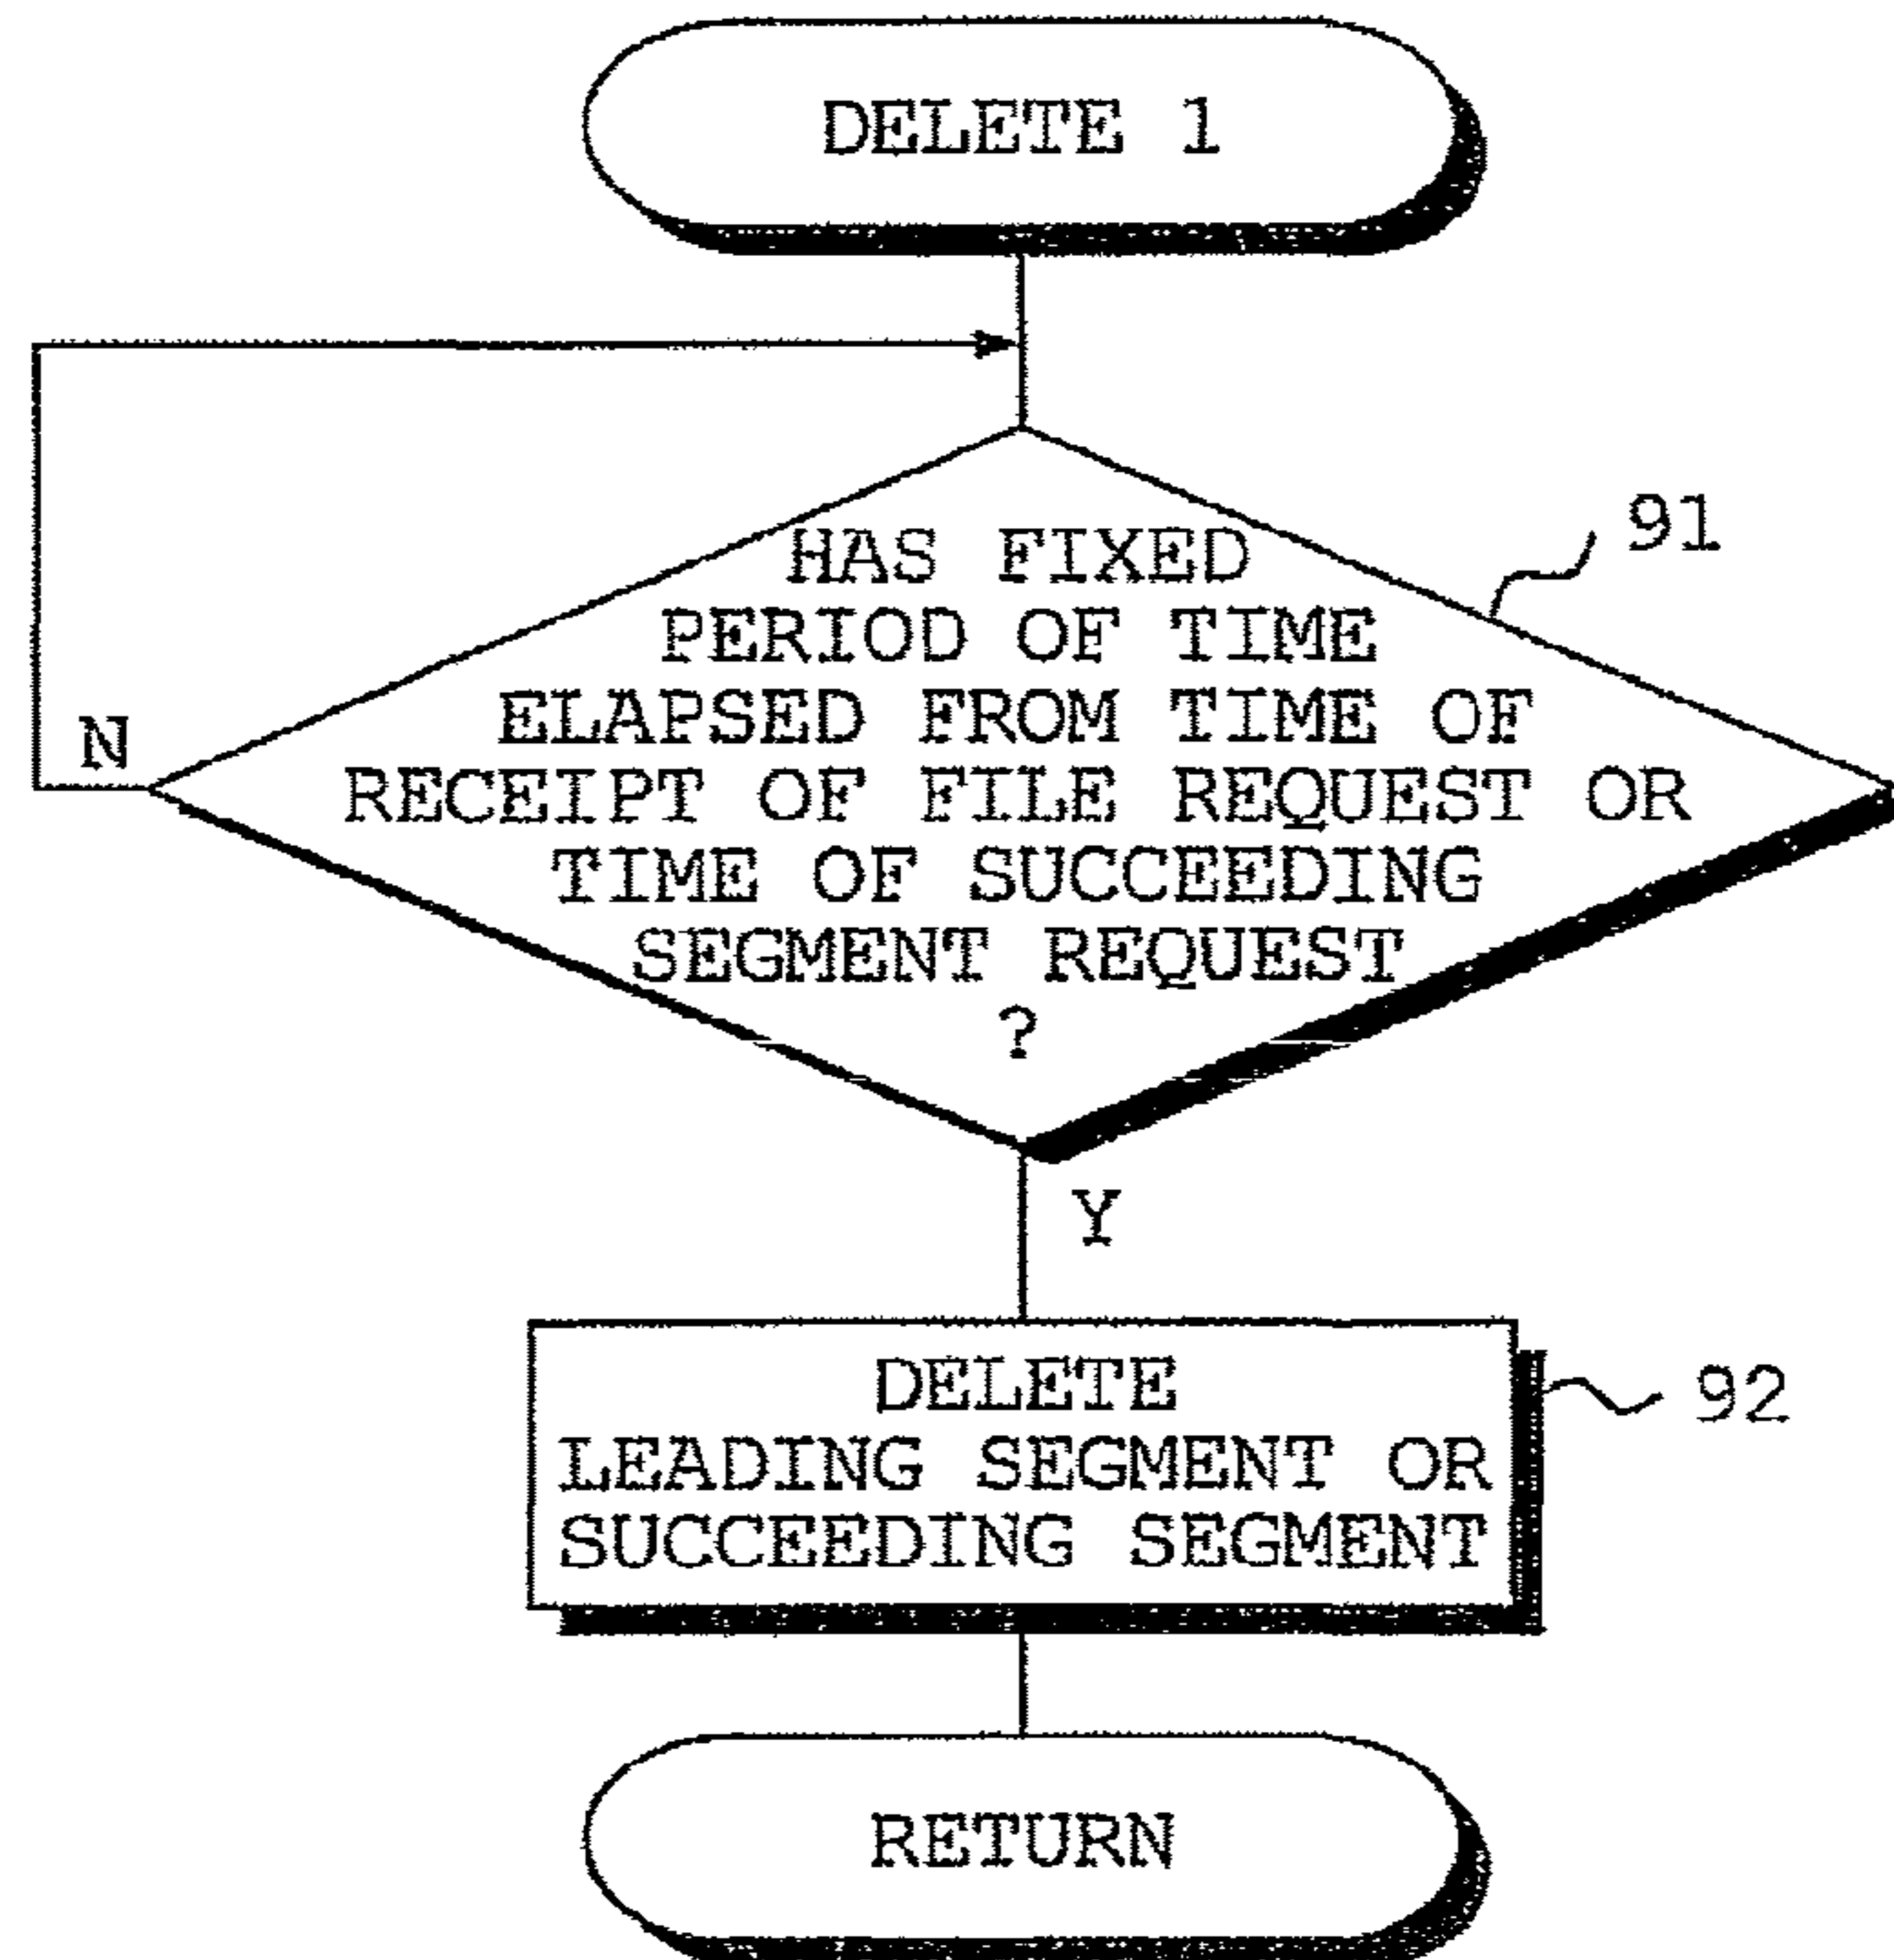 DELETE 1
HAS FIXED
PERIOD OF TIME
ELAPSED FROM TIME OF
RECEIPT OF FILE REQUEST OR
TIME OF SUCCEEDING
SEGMENT REQUEST
?
91
N
Y
DELETE
LEADING SEGMENT OR
SUCCEEDING SEGMENT
92
RETURN